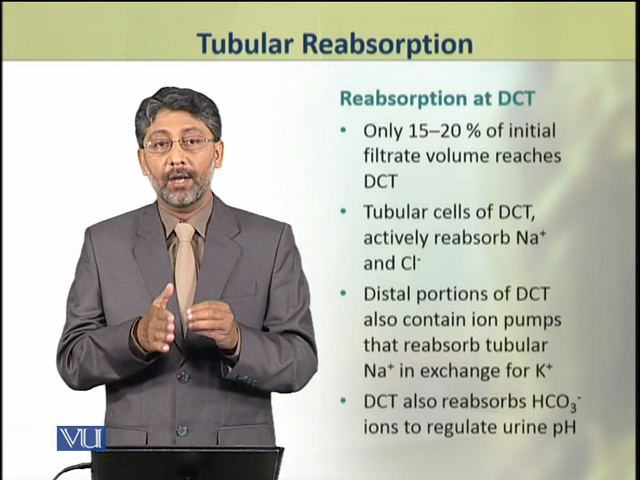 Tubular Reabsorption
Reabsorption at DCT
• Only 15–20 % of initial
filtrate volume reaches
DCT
• Tubular cells of DCT,
actively reabsorb Na⁺
and Cl⁻
• Distal portions of DCT
also contain ion pumps
that reabsorb tubular
Na⁺ in exchange for K⁺
• DCT also reabsorbs HCO₃⁻
ions to regulate urine pH
VU